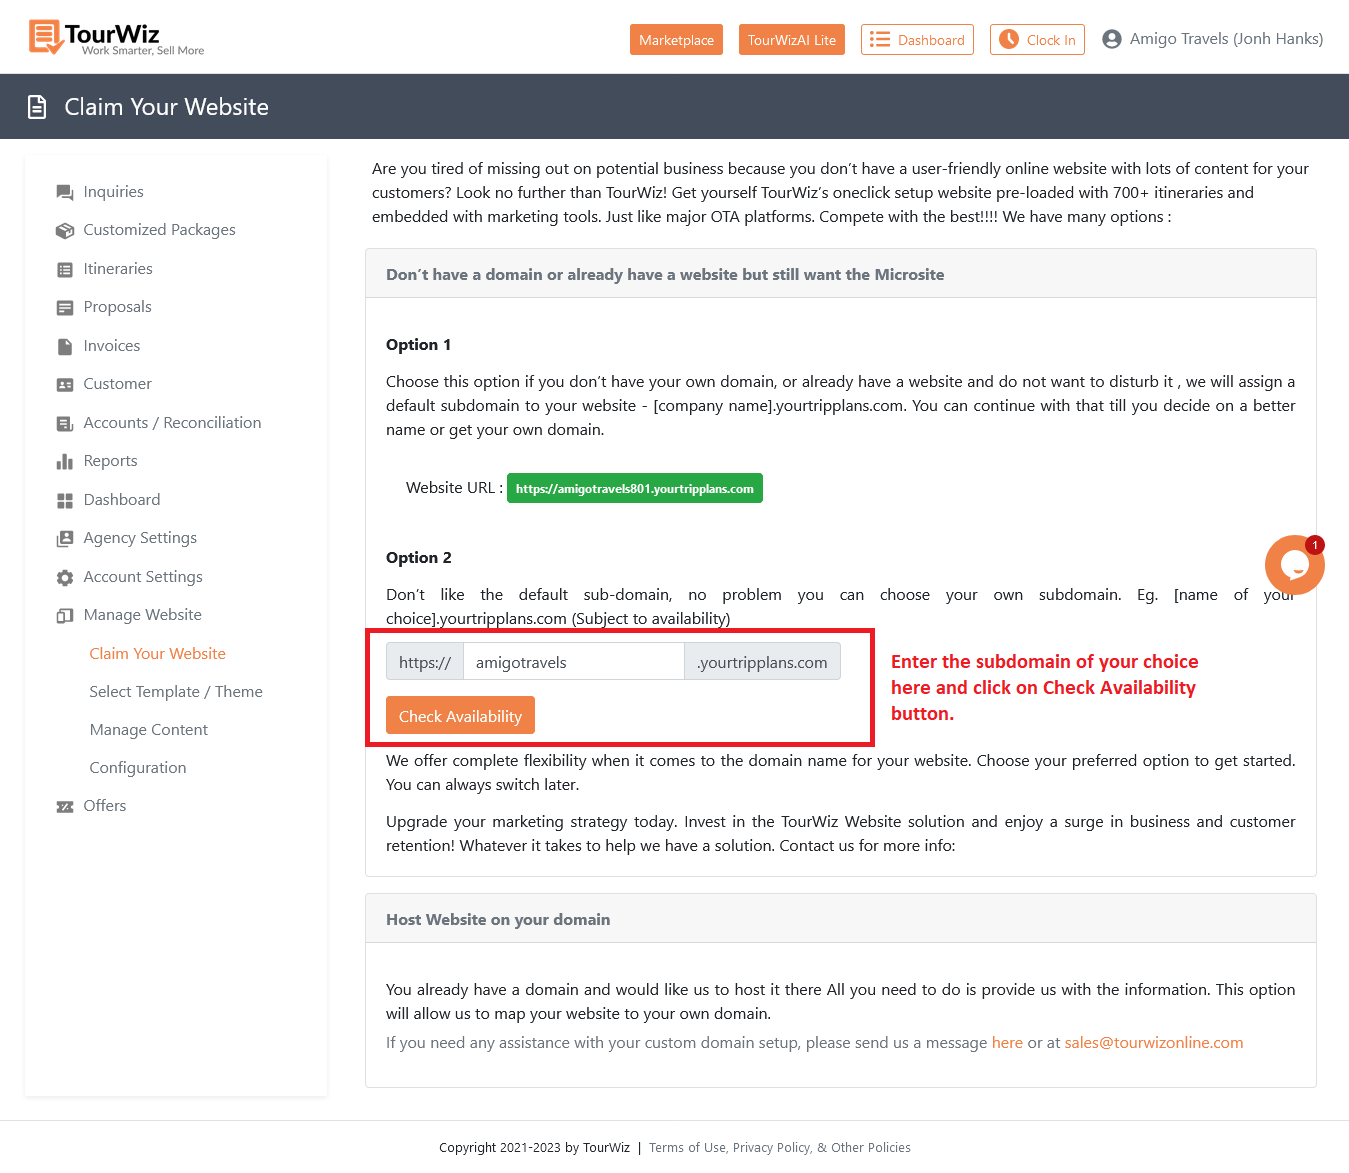 TourWiz
Work Smarter, Sell More
Marketplace
TourWizAI Lite
Dashboard
Clock In
Amigo Travels (Jonh Hanks)
Claim Your Website
Inquiries
Customized Packages
Itineraries
Proposals
Invoices
Customer
Accounts / Reconciliation
Reports
Dashboard
Agency Settings
Account Settings
Manage Website
Claim Your Website
Select Template / Theme
Manage Content
Configuration
Offers
Are you tired of missing out on potential business because you don't have a user-friendly online website with lots of content for your
customers? Look no further than TourWiz! Get yourself TourWiz's oneclick setup website pre-loaded with 700+ itineraries and
embedded with marketing tools. Just like major OTA platforms. Compete with the best!!!! We have many options :
Don't have a domain or already have a website but still want the Microsite
Option 1
Choose this option if you don't have your own domain, or already have a website and do not want to disturb it , we will assign a
default subdomain to your website - [company name].yourtripplans.com. You can continue with that till you decide on a better
name or get your own domain.
Website URL : https://amigotravels801.yourtripplans.com
Option 2
1
Don't like the default sub-domain, no problem you can choose your own subdomain. Eg. [name of your
choice].yourtripplans.com (Subject to availability)
https:// amigotravels .yourtripplans.com
Check Availability
Enter the subdomain of your choice
here and click on Check Availability
button.
We offer complete flexibility when it comes to the domain name for your website. Choose your preferred option to get started.
You can always switch later.
Upgrade your marketing strategy today. Invest in the TourWiz Website solution and enjoy a surge in business and customer
retention! Whatever it takes to help we have a solution. Contact us for more info:
Host Website on your domain
You already have a domain and would like us to host it there All you need to do is provide us with the information. This option
will allow us to map your website to your own domain.
If you need any assistance with your custom domain setup, please send us a message here or at sales@tourwizonline.com
Copyright 2021-2023 by TourWiz | Terms of Use, Privacy Policy, & Other Policies